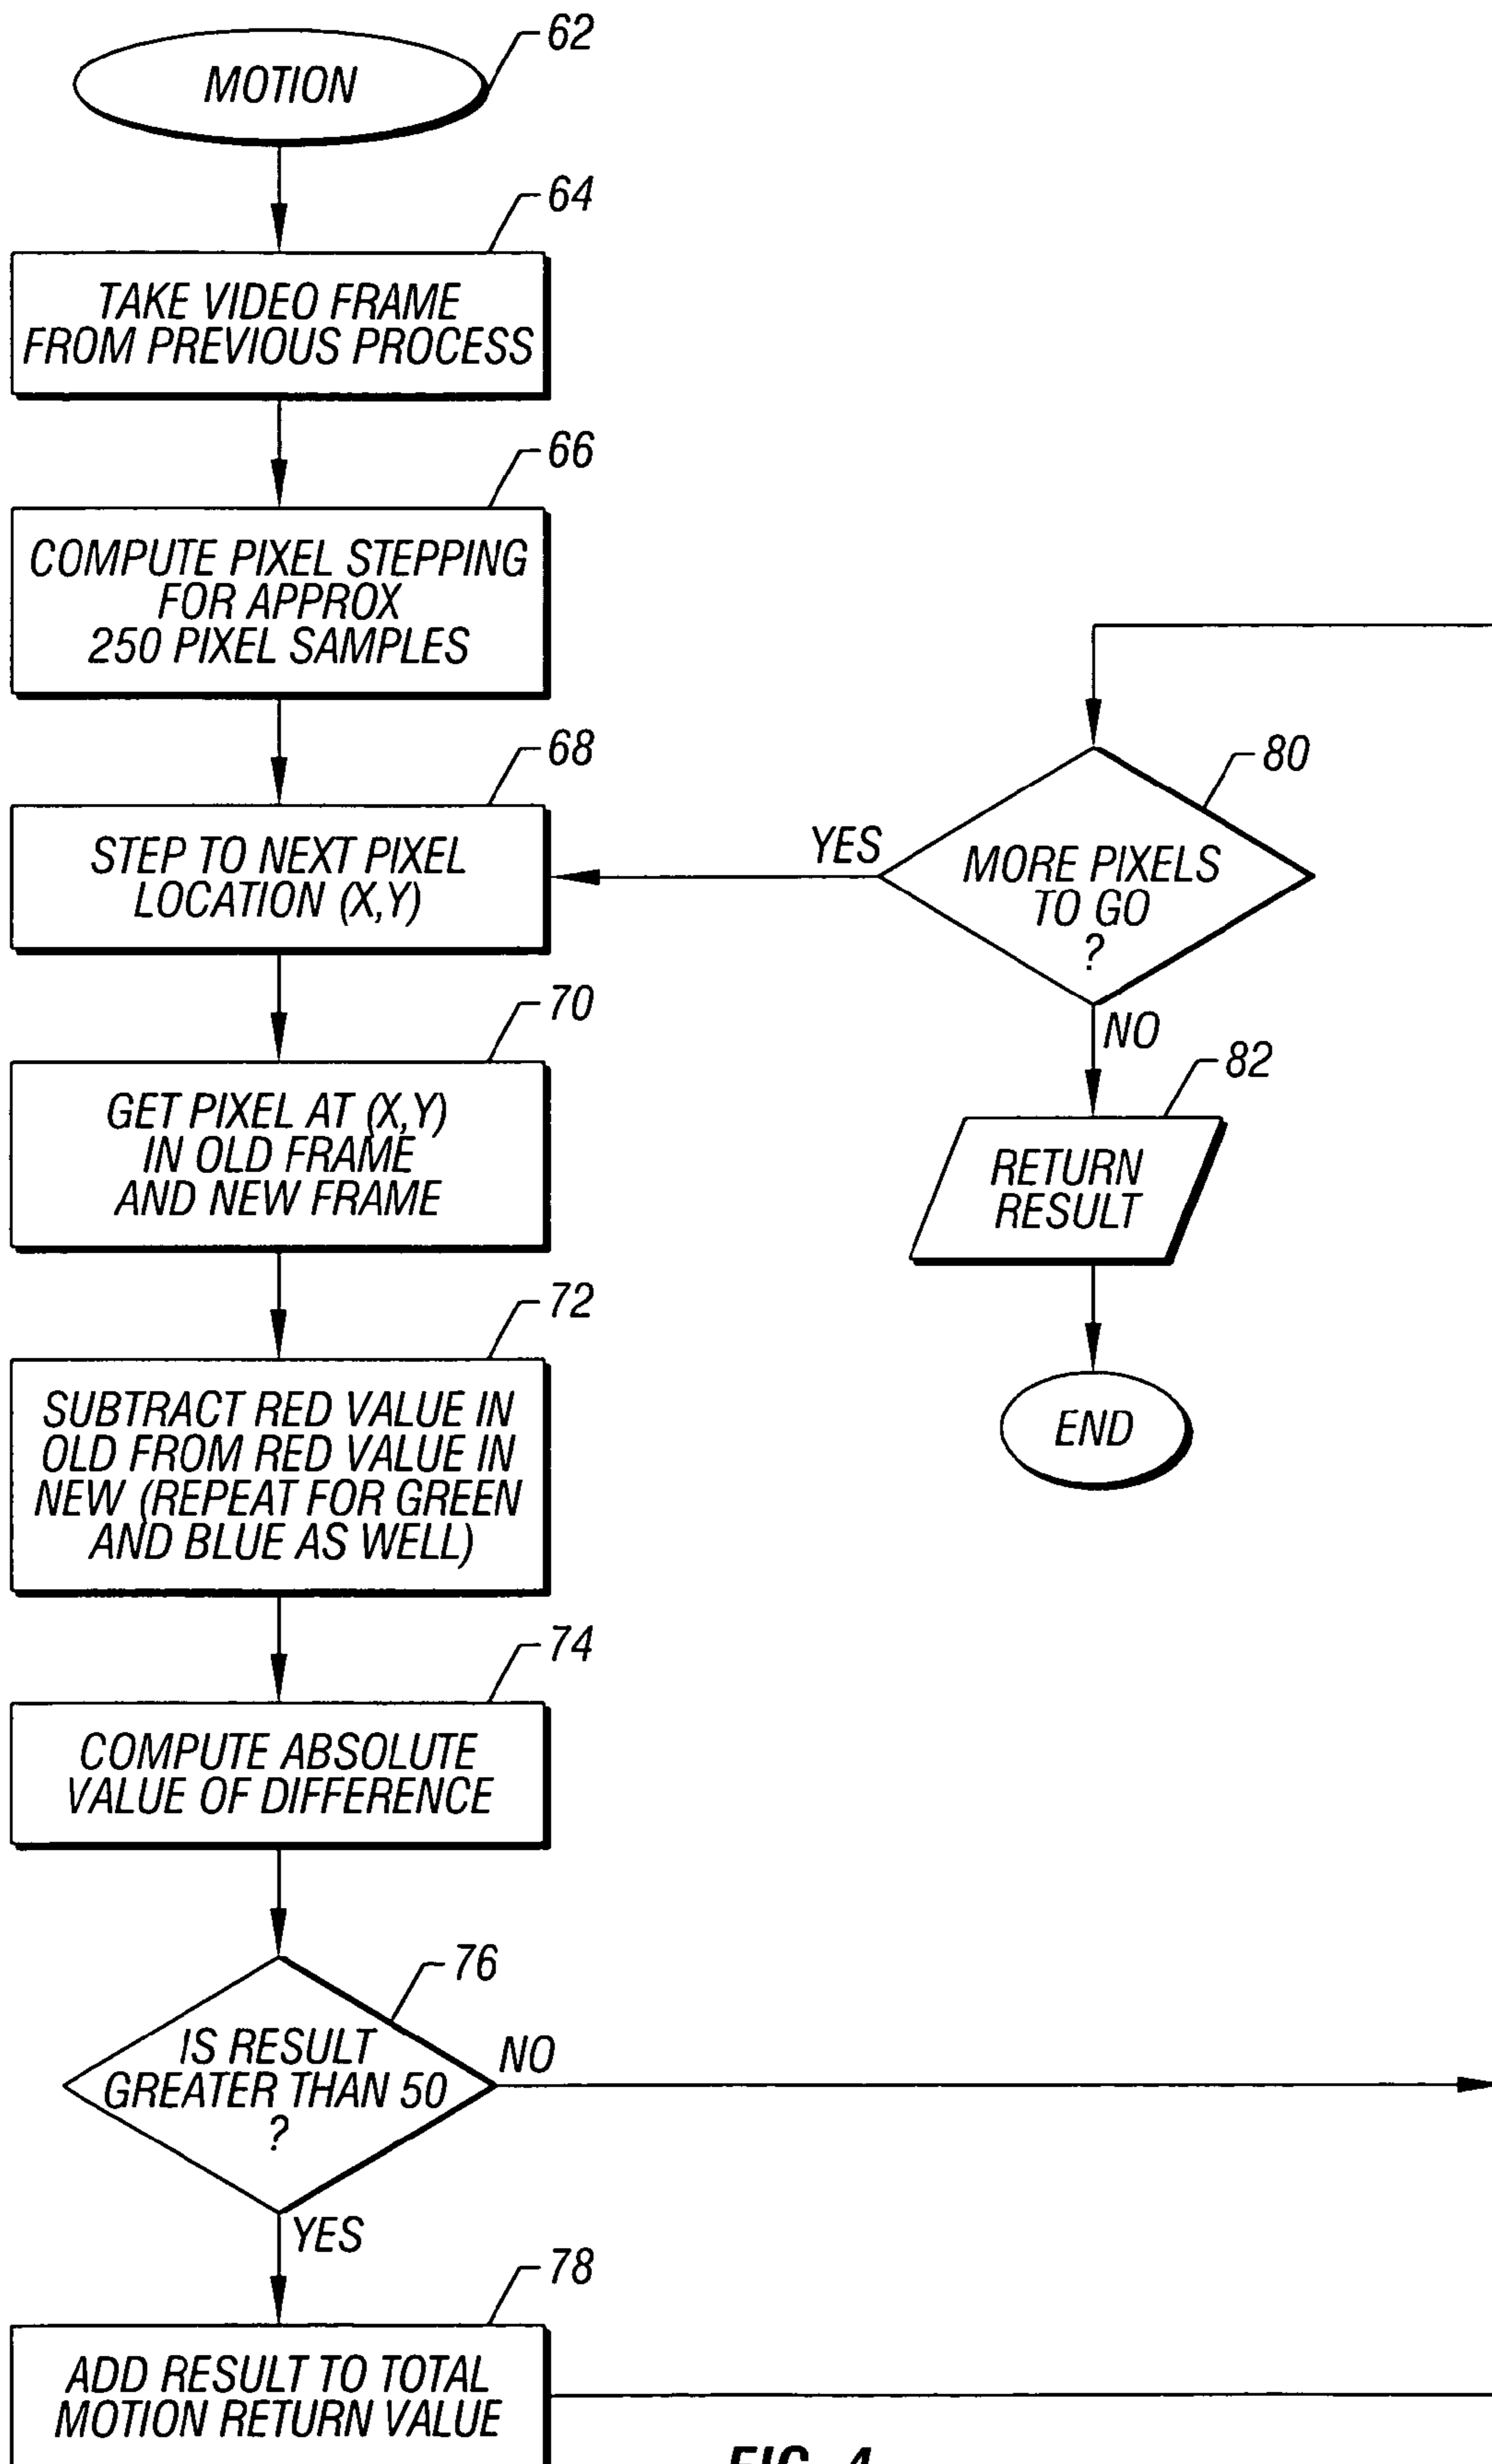 MOTION
62
64
TAKE VIDEO FRAME
FROM PREVIOUS PROCESS
66
COMPUTE PIXEL STEPPING
FOR APPROX
250 PIXEL SAMPLES
68
STEP TO NEXT PIXEL
LOCATION (X,Y)
70
GET PIXEL AT (X,Y)
IN OLD FRAME
AND NEW FRAME
72
SUBTRACT RED VALUE IN
OLD FROM RED VALUE IN
NEW (REPEAT FOR GREEN
AND BLUE AS WELL)
74
COMPUTE ABSOLUTE
VALUE OF DIFFERENCE
76
IS RESULT
GREATER THAN 50
?
NO
YES
78
ADD RESULT TO TOTAL
MOTION RETURN VALUE
80
MORE PIXELS
TO GO
?
YES
NO
82
RETURN
RESULT
END
FIG. 4